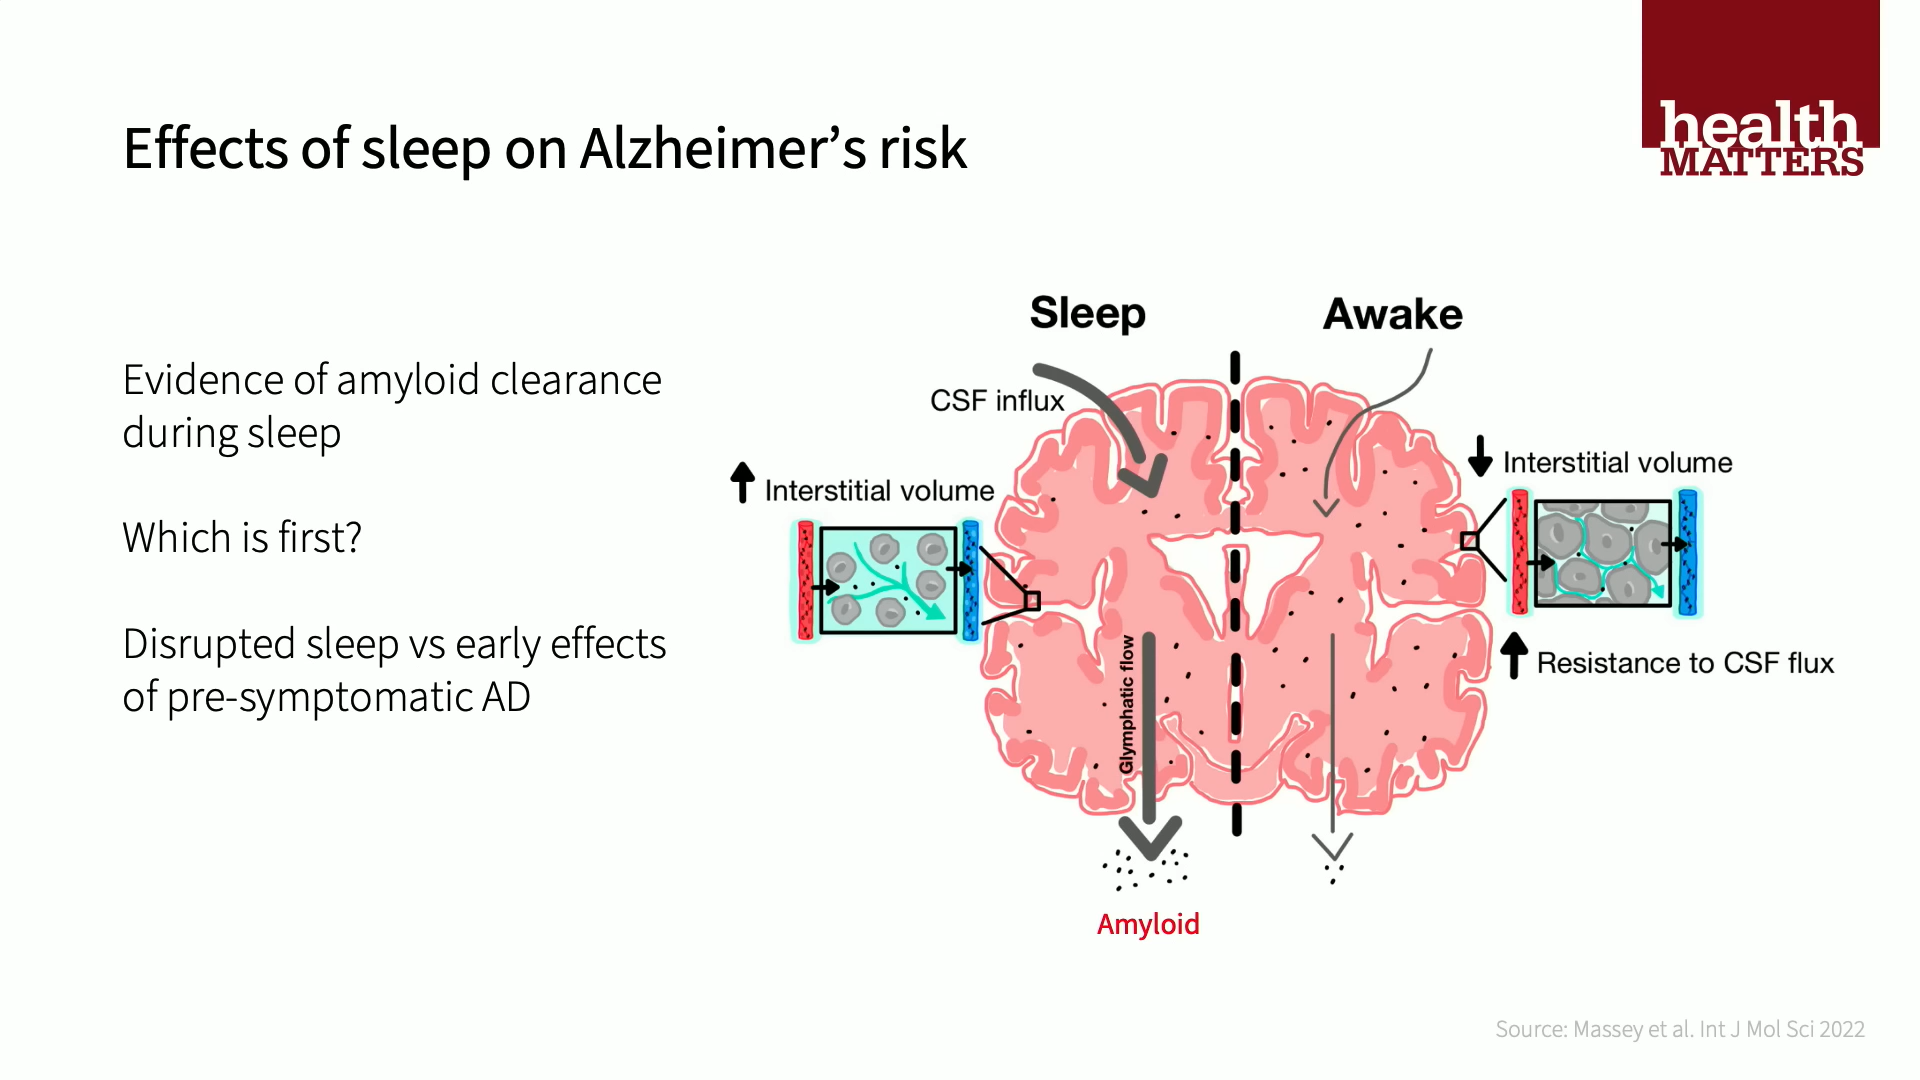 health
MATTERS
Effects of sleep on Alzheimer’s risk
Evidence of amyloid clearance
during sleep
Which is first?
Disrupted sleep vs early effects
of pre-symptomatic AD
Sleep
Awake
CSF influx
Interstitial volume
Interstitial volume
Resistance to CSF flux
Glymphatic flow
Amyloid
Source: Massey et al. Int J Mol Sci 2022